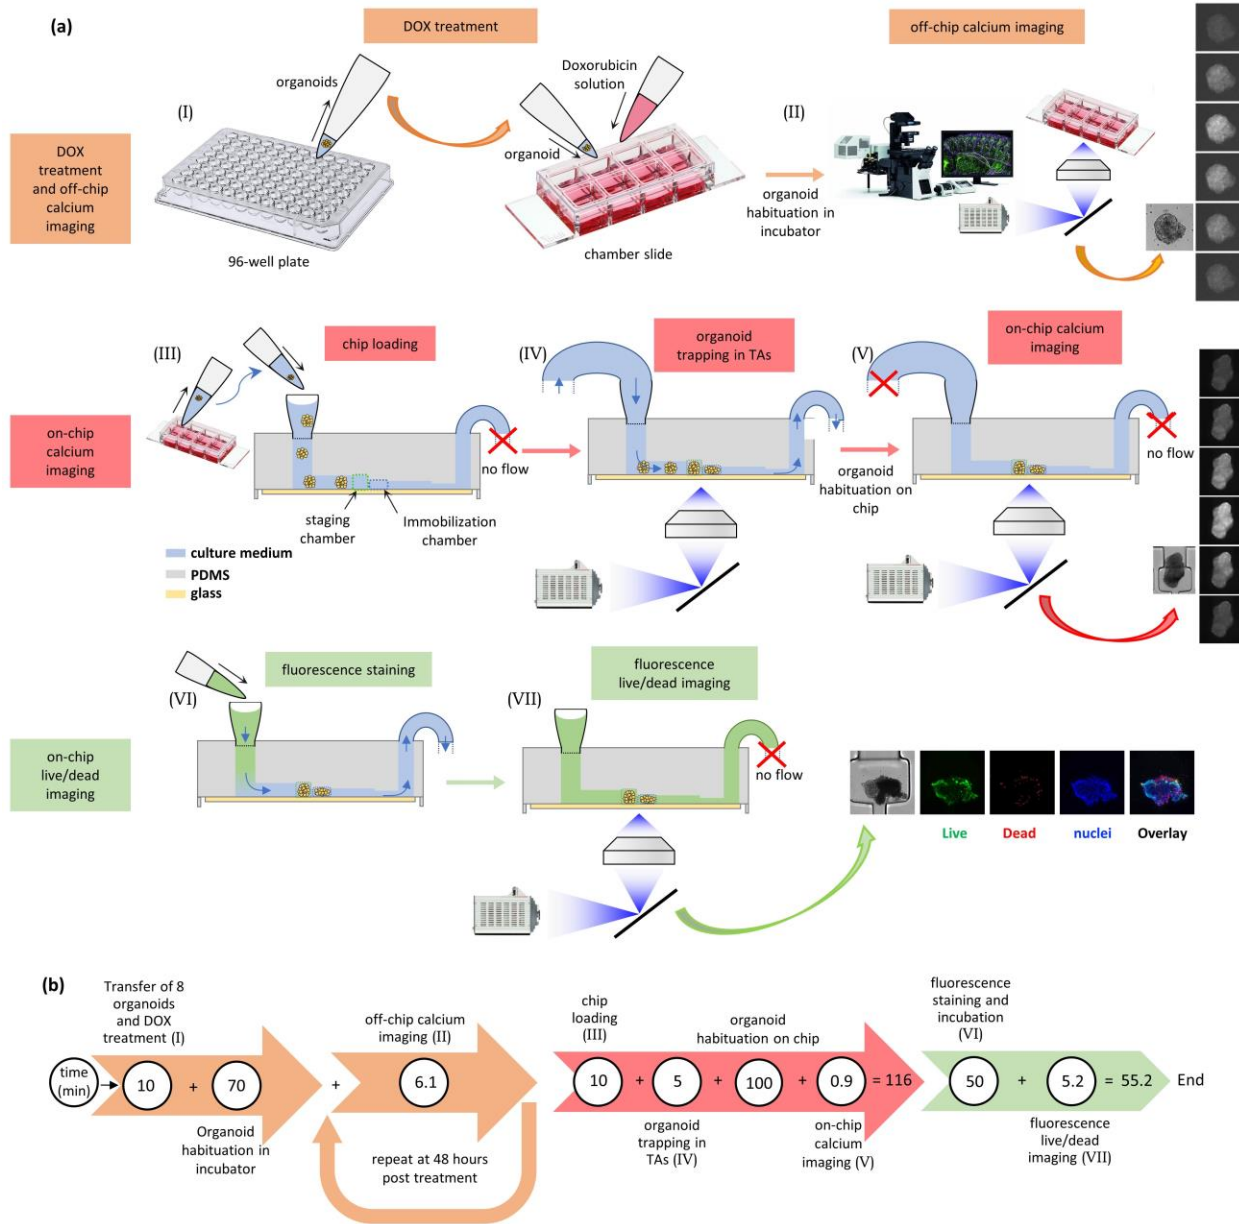 (a)
DOX treatment
off-chip calcium imaging
organoids
Doxorubicin
solution
(I)
(II)
organoid
DOX
treatment
and off-chip
calcium
imaging
organoid
habituation in
incubator
96-well plate
chamber slide
(III)
chip loading
(IV)
organoid
trapping in TAs
(V)
on-chip calcium
imaging
on-chip
calcium
imaging
no flow
organoid
habituation on
chip
no flow
staging
chamber
Immobilization
chamber
culture medium
PDMS
glass
fluorescence staining
fluorescence
live/dead imaging
(VI)
(VII)
on-chip
live/dead
imaging
no flow
Live
Dead
nuclei
Overlay
(b)
Transfer of 8
organoids
and DOX
treatment (I)
off-chip calcium
imaging (II)
chip
loading
(III)
organoid
habituation on chip
fluorescence
staining and
incubation
(VI)
time
(min)
10 + 70 + 6.1
10 + 5 + 100 + 0.9 = 116
50 + 5.2 = 55.2 End
Organoid
habituation in
incubator
repeat at 48 hours
post treatment
organoid
trapping in
TAs (IV)
on-chip
calcium
imaging (V)
fluorescence
live/dead
imaging (VII)